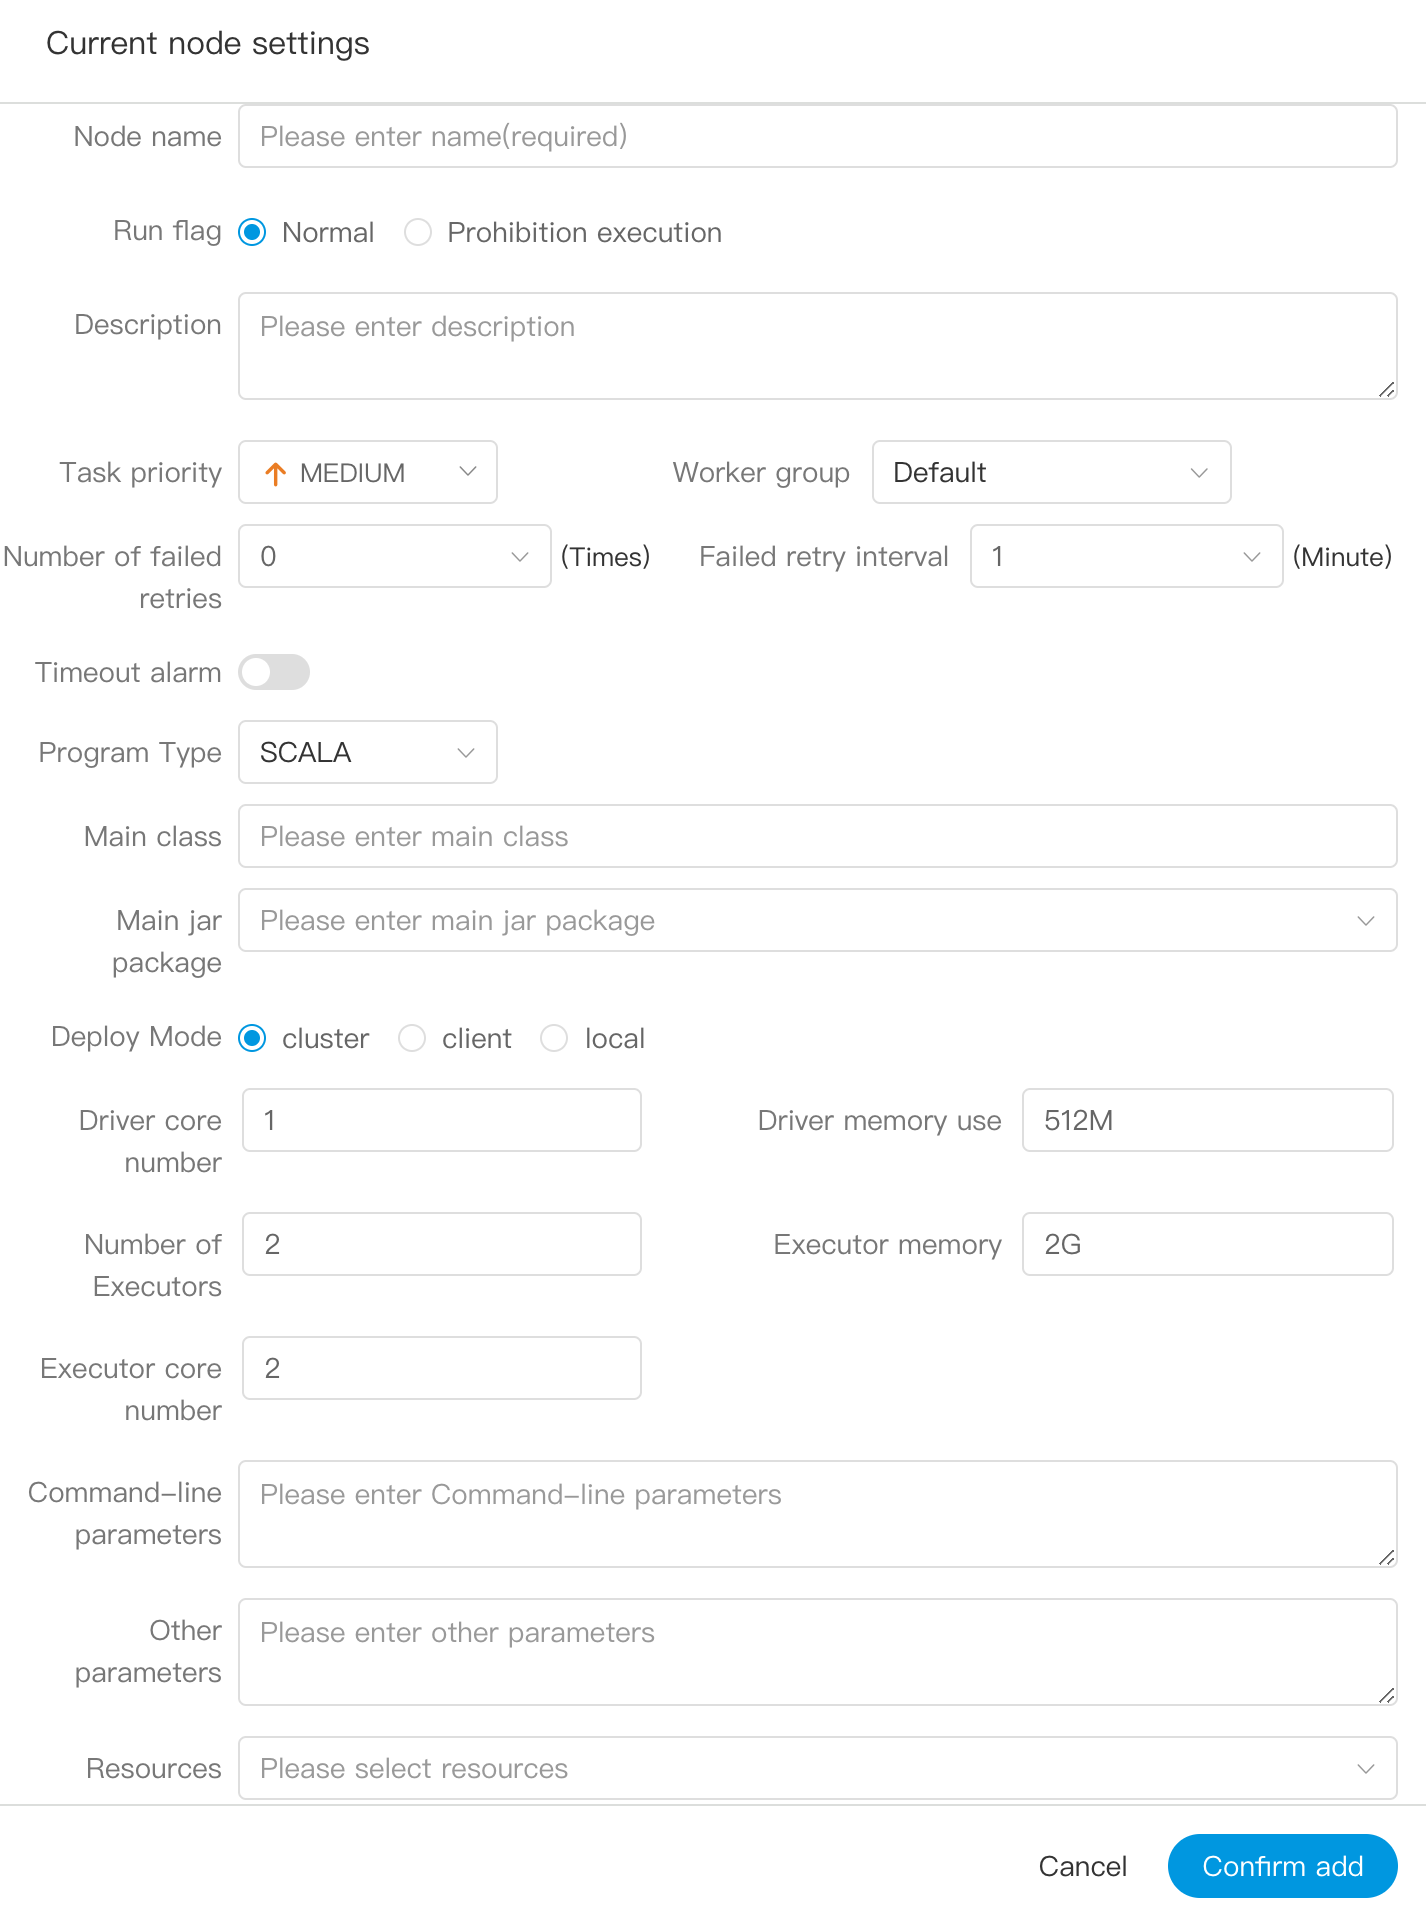 Current node settings
Node name Please enter name(required)
Run flag Normal Prohibition execution
Description Please enter description
Task priority MEDIUM Worker group Default
Number of failed retries 0 (Times) Failed retry interval 1 (Minute)
Timeout alarm
Program Type SCALA
Main class Please enter main class
Main jar package Please enter main jar package
Deploy Mode cluster client local
Driver core number 1 Driver memory use 512M
Number of Executors 2 Executor memory 2G
Executor core number 2
Command-line parameters Please enter Command-line parameters
Other parameters Please enter other parameters
Resources Please select resources
Cancel Confirm add